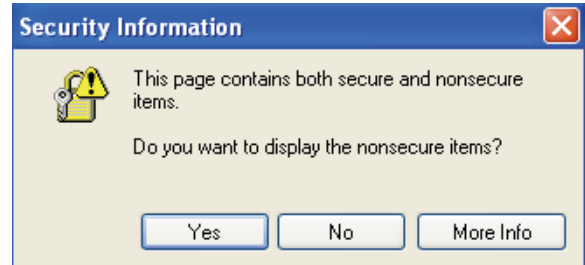 Security Information
This page contains both secure and nonsecure
items.
Do you want to display the nonsecure items?
Yes
No
More Info